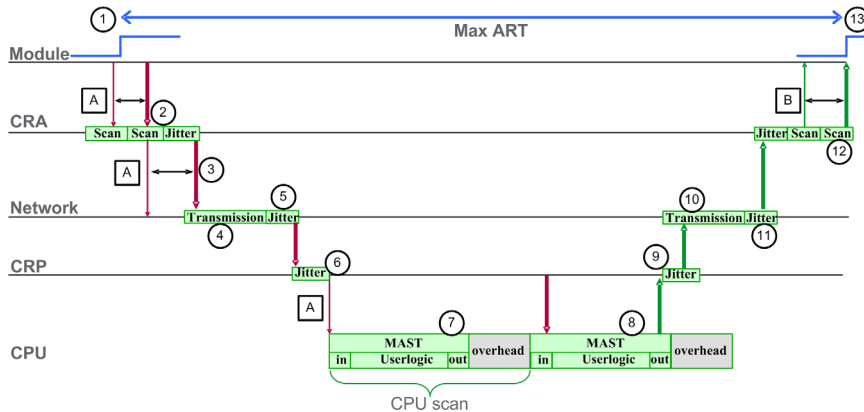 1 Max ART 13
Module
A 2 B
CRA Scan Scan Jitter Jitter Scan Scan
12
A 3
5 10
Network Transmission Jitter Transmission Jitter
4 11
CRP Jitter 6 9 Jitter
A 7 8
MAST overhead MAST overhead
CPU in Userlogic out in Userlogic out
CPU scan